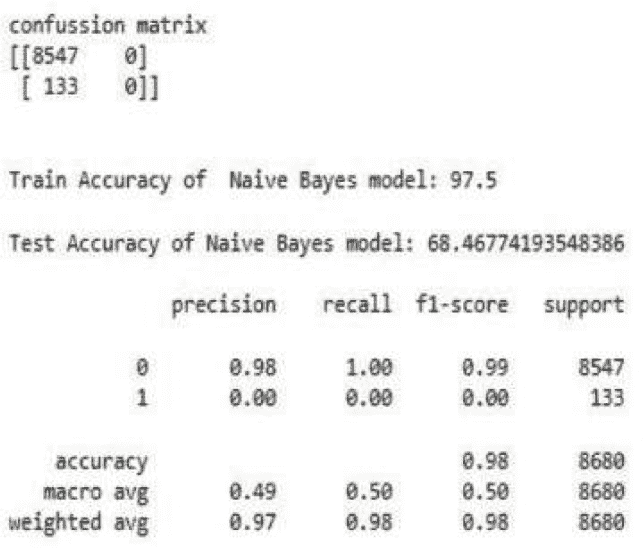 confussion matrix
[[8547 0]
[ 133 0]]
Train Accuracy of Naive Bayes model: 97.5
Test Accuracy of Naive Bayes model: 68.46774193548386
precision recall f1-score support
0 0.98 1.00 0.99 8547
1 0.00 0.00 0.00 133
accuracy 0.98 8680
macro avg 0.49 0.50 0.50 8680
weighted avg 0.97 0.98 0.98 8680